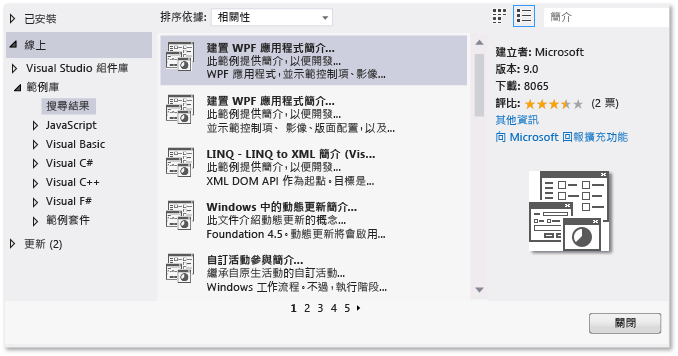 已安裝
線上
Visual Studio 組件庫
範例庫
搜尋結果
JavaScript
Visual Basic
Visual C#
Visual C++
Visual F#
範例套件
更新 (2)
排序依據: 相關性
建置 WPF 應用程式簡介...
此範例提供簡介，以便開發...
WPF 應用程式，並示範控制項、影像...
建置 WPF 應用程式簡介...
此範例提供簡介，以便開發...
並示範控制項、 影像、版面配置，以及...
LINQ - LINQ to XML 簡介 (Vis...
此範例提供簡介，以便開發...
XML DOM API 作為起點。目標是...
Windows 中的動態更新簡介...
此文件介紹動態更新的概念...
Foundation 4.5。動態更新將會啟用...
自訂活動參與簡介...
繼承自原生活動的自訂活動...
Windows 工作流程。不過，執行階段...
1 2 3 4 5
簡介
建立者: Microsoft
版本: 9.0
下載: 8065
評比: (2 票)
其他資訊
向 Microsoft 回報擴充功能
關閉